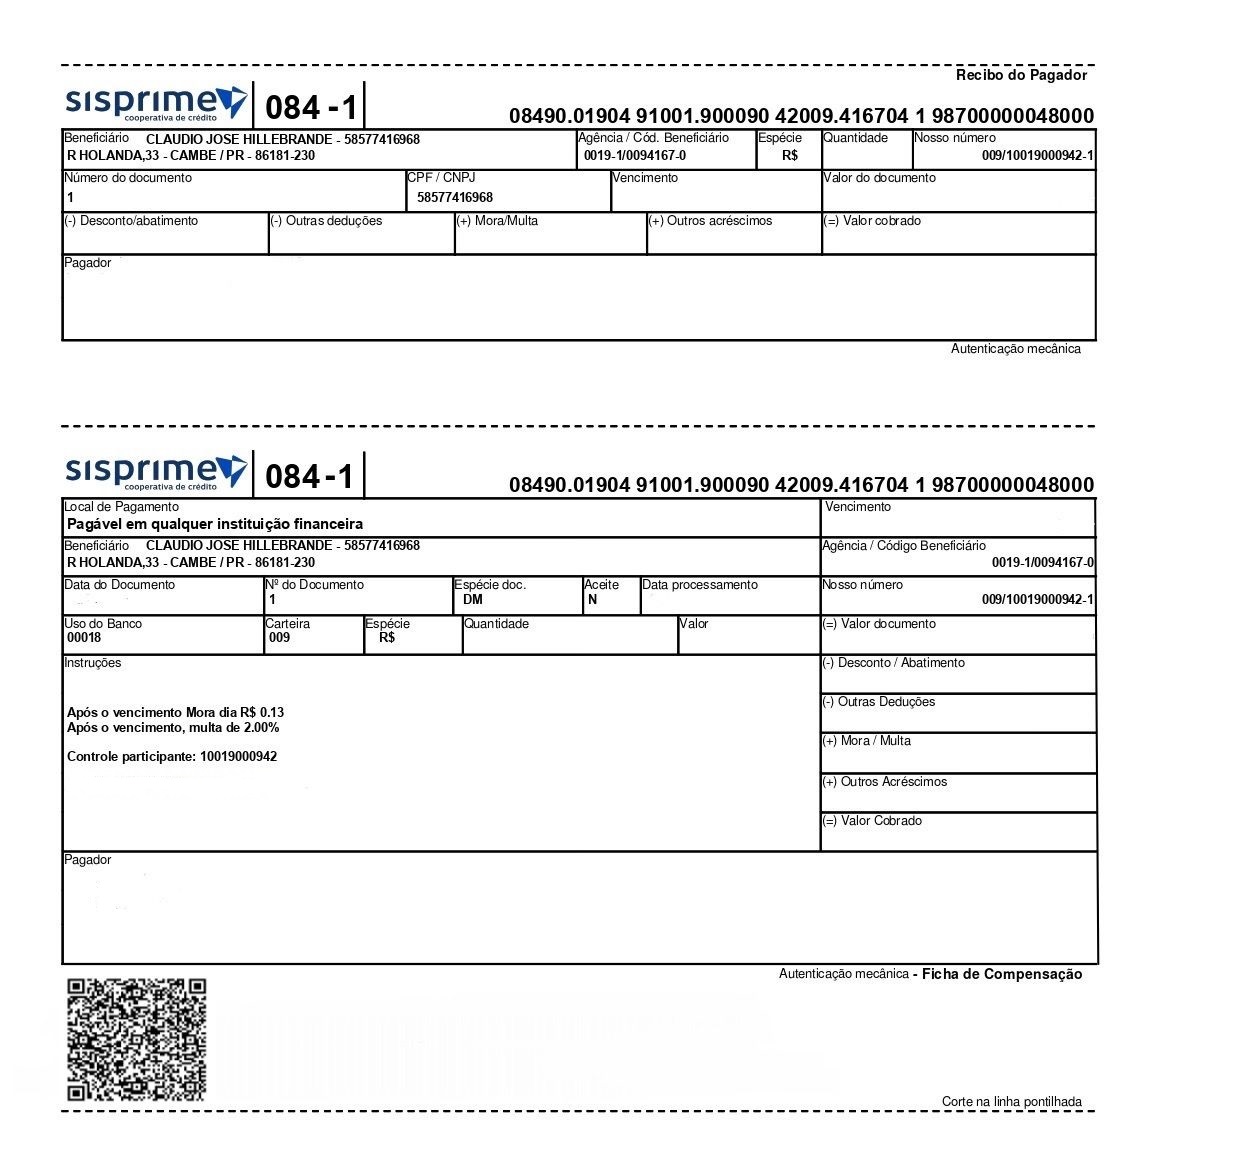 Recibo do Pagador
sisprime
cooperativa de crédito
084-1
08490.01904 91001.900090 42009.416704 1 98700000048000
Beneficiário CLAUDIO JOSE HILLEBRANDE - 58577416968
R HOLANDA,33 - CAMBE / PR - 86181-230
Agência / Cód. Beneficiário
0019-1/0094167-0
Espécie
R$
Quantidade
Nosso número
009/10019000942-1
Número do documento
1
CPF / CNPJ
58577416968
Vencimento
Valor do documento
(-) Desconto/abatimento
(-) Outras deduções
(+) Mora/Multa
(+) Outros acréscimos
(=) Valor cobrado
Pagador
Autenticação mecânica
sisprime
cooperativa de crédito
084-1
08490.01904 91001.900090 42009.416704 1 98700000048000
Local de Pagamento
Pagável em qualquer instituição financeira
Vencimento
Beneficiário CLAUDIO JOSE HILLEBRANDE - 58577416968
R HOLANDA,33 - CAMBE / PR - 86181-230
Agência / Código Beneficiário
0019-1/0094167-0
Data do Documento
Nº do Documento
1
Espécie doc.
DM
Aceite
N
Data processamento
Nosso número
009/10019000942-1
Uso do Banco
00018
Carteira
009
Espécie
R$
Quantidade
Valor
(=) Valor documento
Instruções
Após o vencimento Mora dia R$ 0.13
Após o vencimento, multa de 2.00%
Controle participante: 10019000942
(-) Desconto / Abatimento
(-) Outras Deduções
(+) Mora / Multa
(+) Outros Acréscimos
(=) Valor Cobrado
Pagador
Autenticação mecânica - Ficha de Compensação
Corte na linha pontilhada